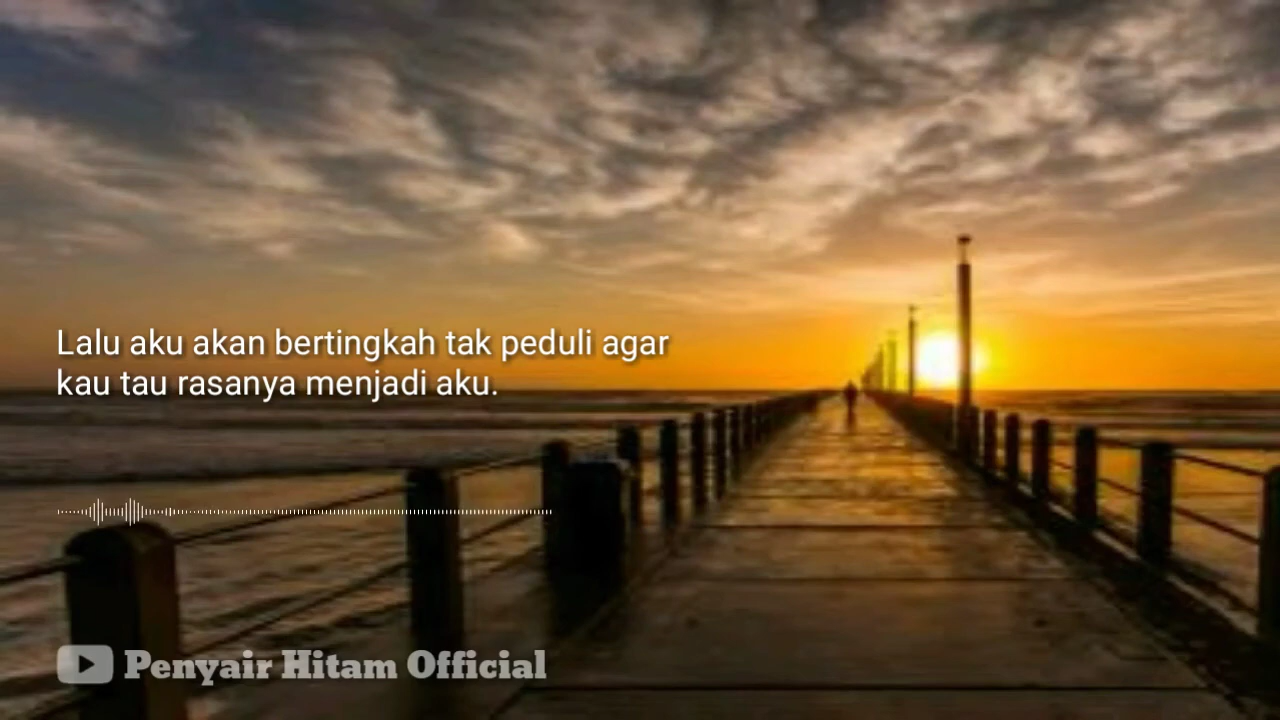 Lalu aku akan bertingkah tak peduli agar
kau tau rasanya menjadi aku.
Penyair Hitam Official